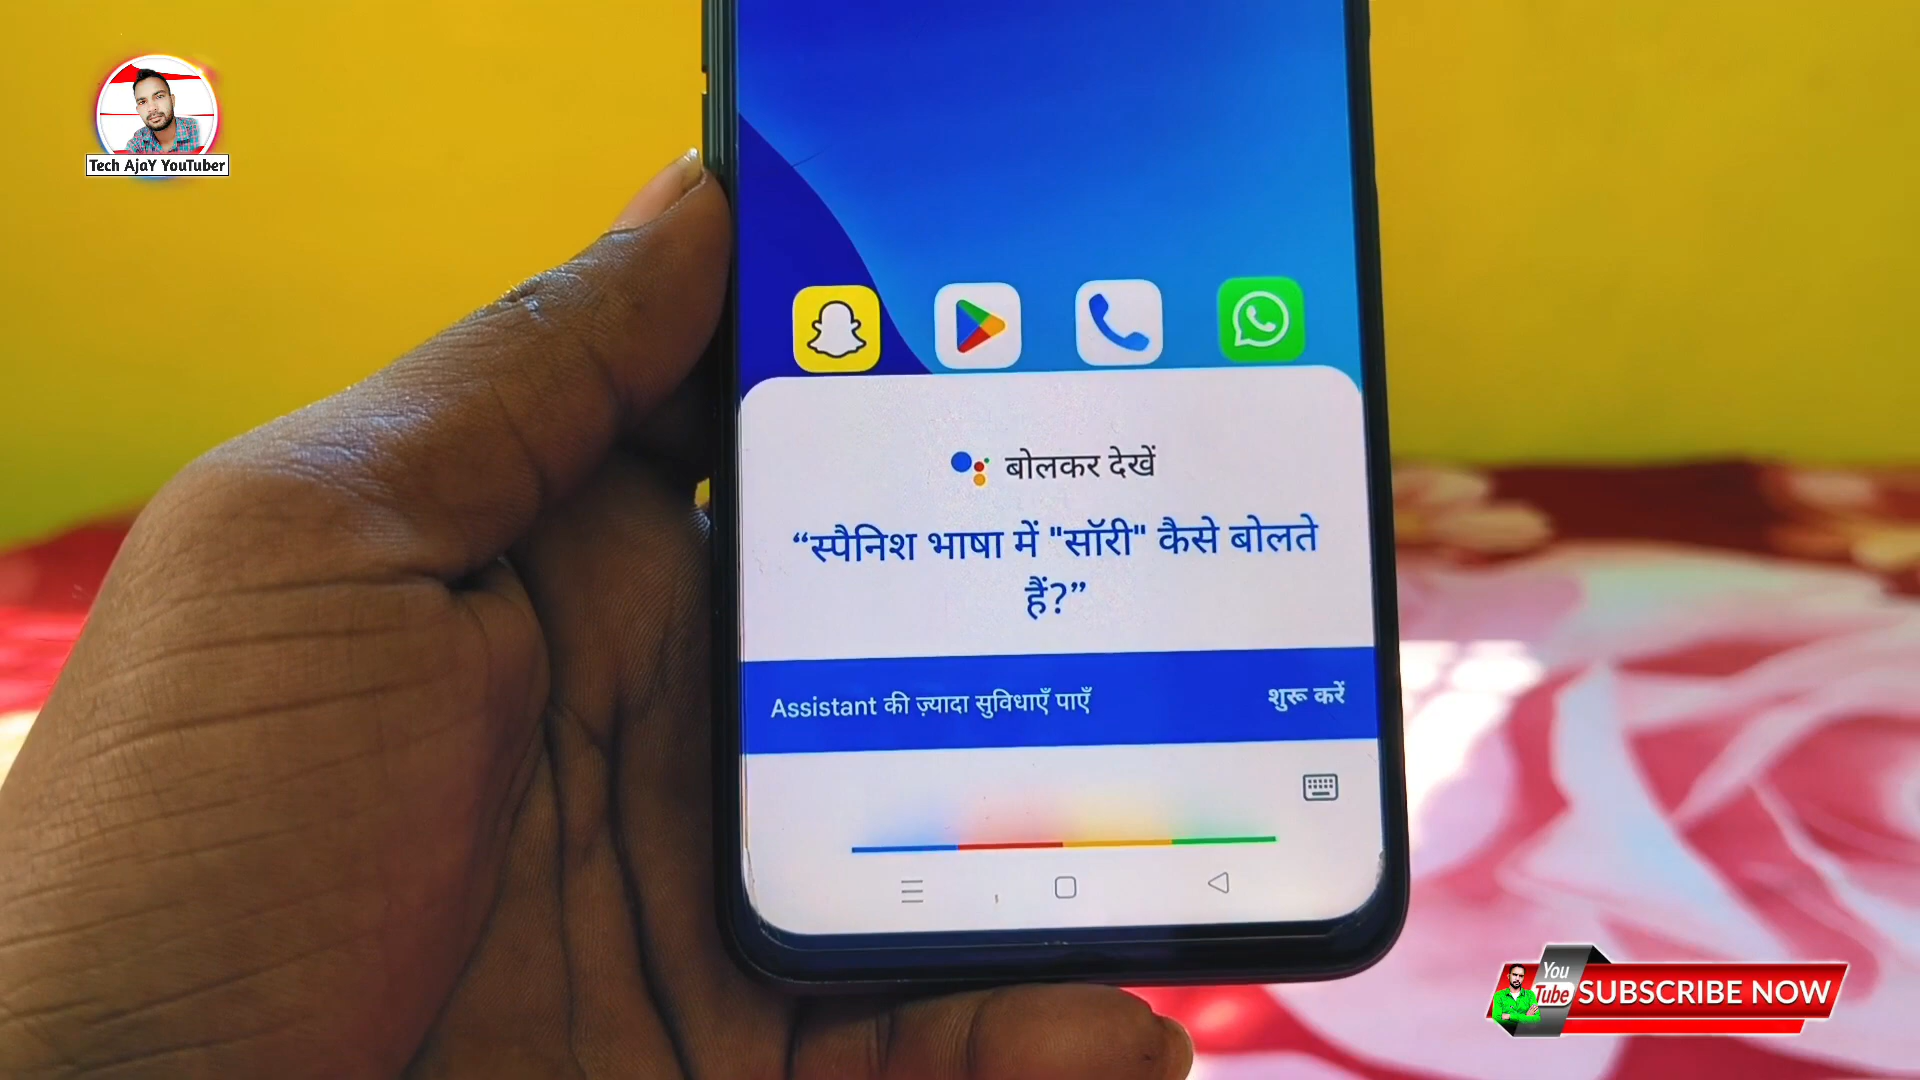 Tech AjaY YouTuber
बोलकर देखें
“स्पैनिश भाषा में "सॉरी" कैसे बोलते
हैं?”
Assistant की ज़्यादा सुविधाएँ पाएँ
शुरू करें
You
Tube
SUBSCRIBE NOW